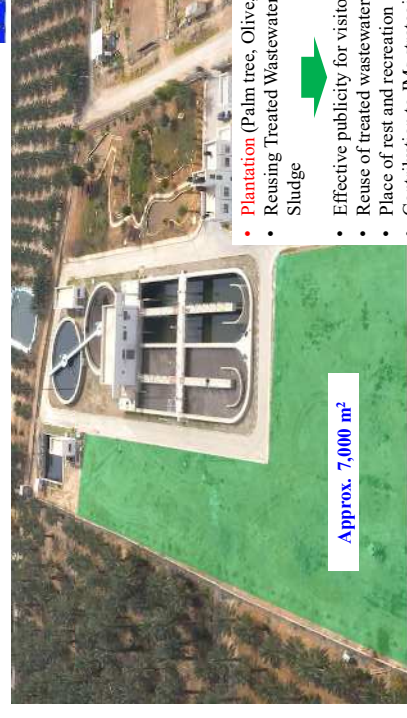 • Plantation (Palm tree, Olive,
• Reusing Treated Wastewater
Sludge
• Effective publicity for visito
• Reuse of treated wastewater
• Place of rest and recreation
Approx. 7,000 m²